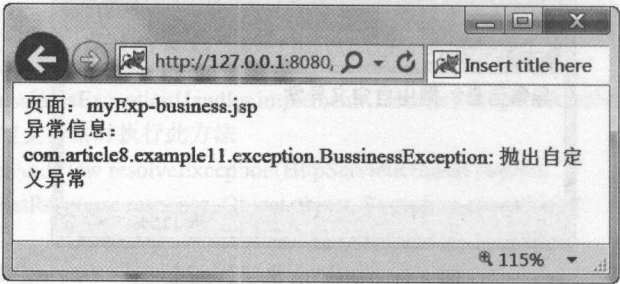 http://127.0.0.1:8080,
Insert title here
页面：myExp-business.jsp
异常信息：
com.article8.example11.exception.BussinessException: 抛出自定
义异常
115%